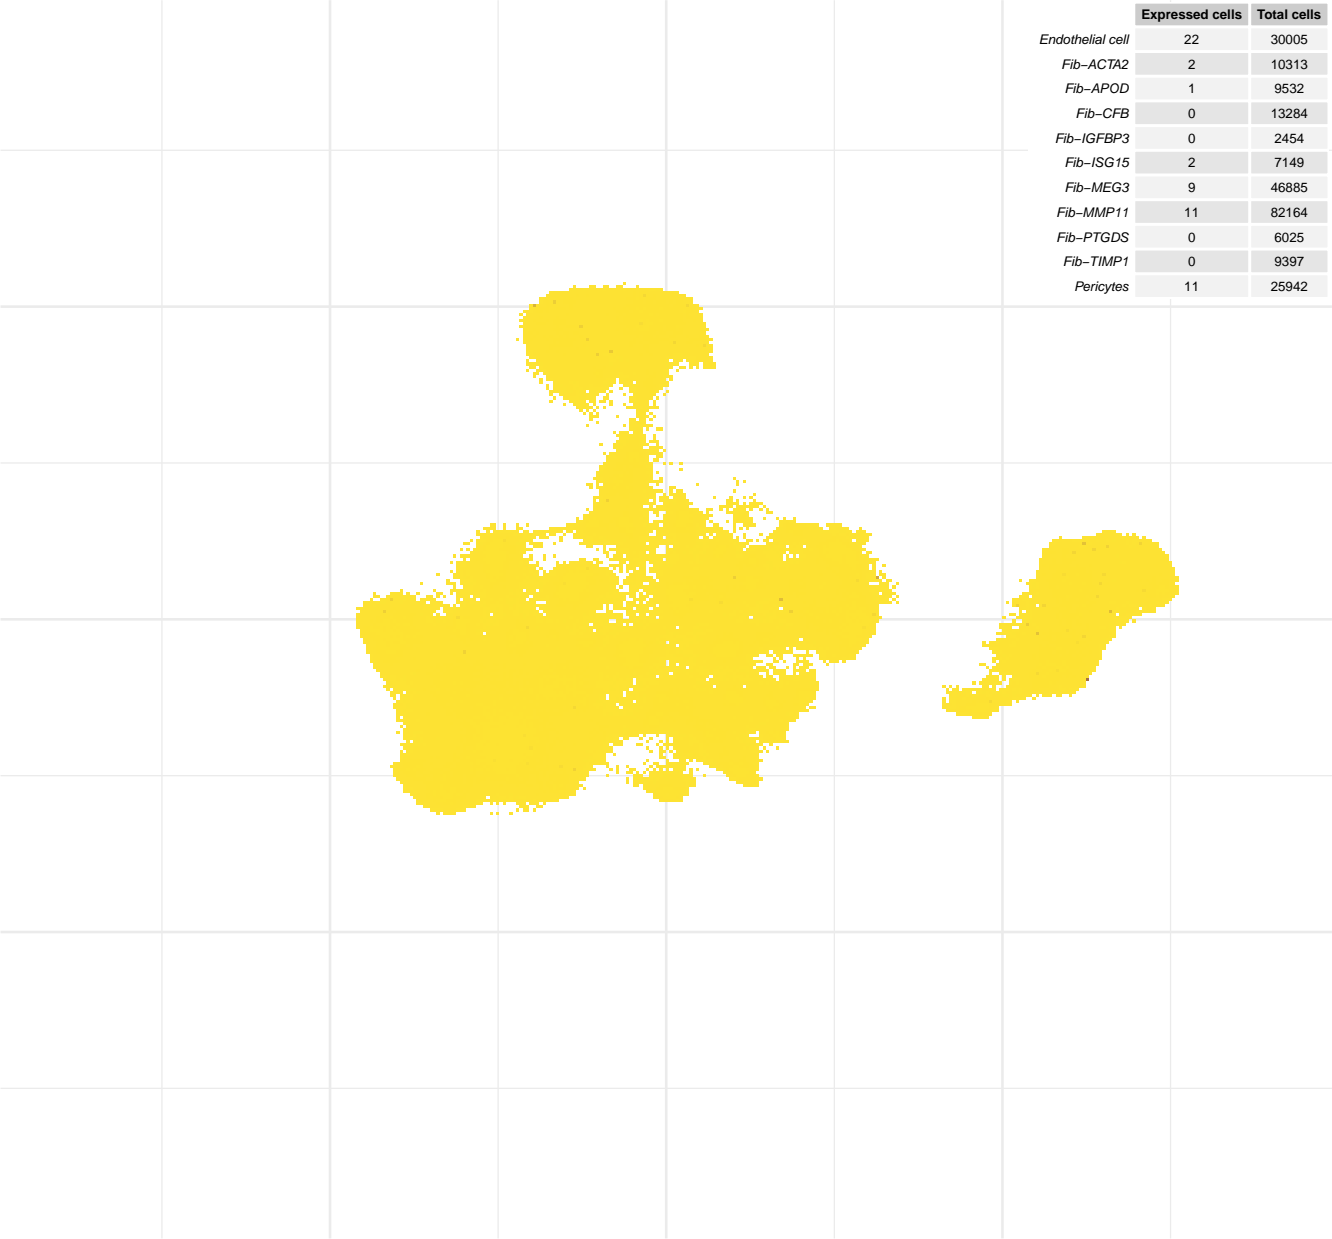 Expressed cells Total cells
Endothelial cell 22 30005
Fib−ACTA2 2 10313
Fib−APOD 1 9532
Fib−CFB 0 13284
Fib−IGFBP3 0 2454
Fib−ISG15 2 7149
Fib−MEG3 9 46885
Fib−MMP11 11 82164
Fib−PTGDS 0 6025
Fib−TIMP1 0 9397
Pericytes 11 25942